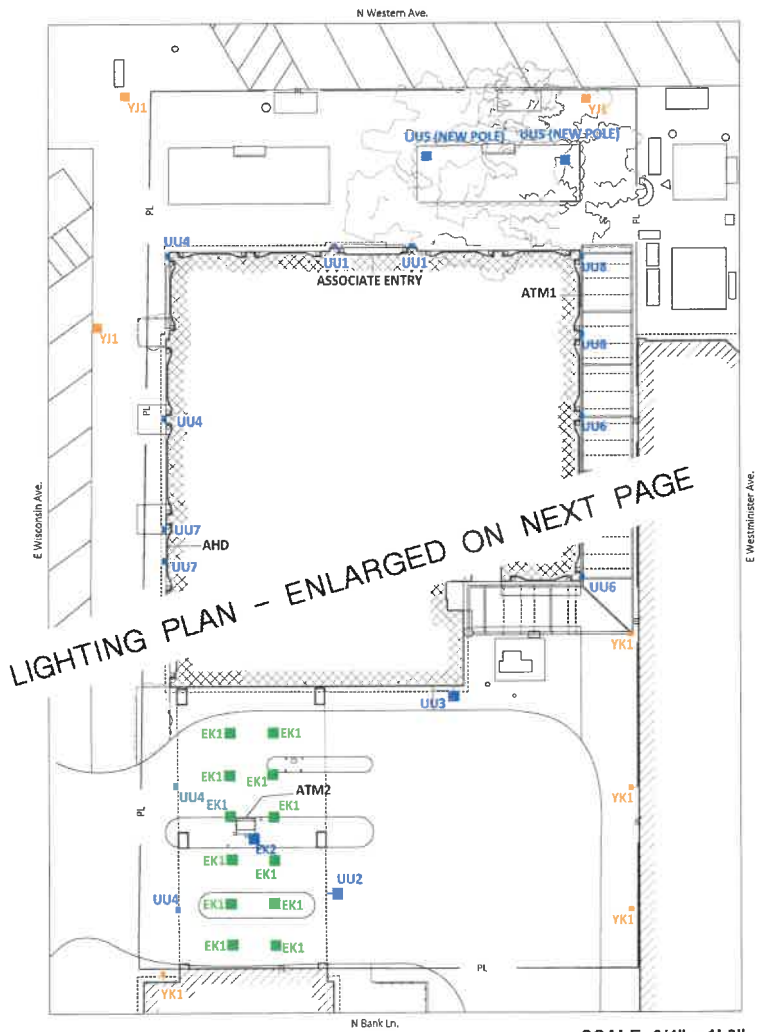 N Western Ave.
YJ1
YJ1
UUS (NEW POLE)
UUS (NEW POLE)
PL
PL
UU4
UU1
UU1
UU8
ASSOCIATE ENTRY
ATM1
YJ1
UU8
PL
UU4
UU6
E Wisconsin Ave.
E Westminister Ave.
UU7
AHD
UU7
LIGHTING PLAN - ENLARGED ON NEXT PAGE
UU6
YK1
UU3
EK1
EK1
EK1
EK1
UU4
ATM2
YK1
EK1
EK1
PL
EK2
EK1
EK1
UU2
UU4
EK1
EK1
YK1
EK1
EK1
PL
YK1
N Bank Ln.